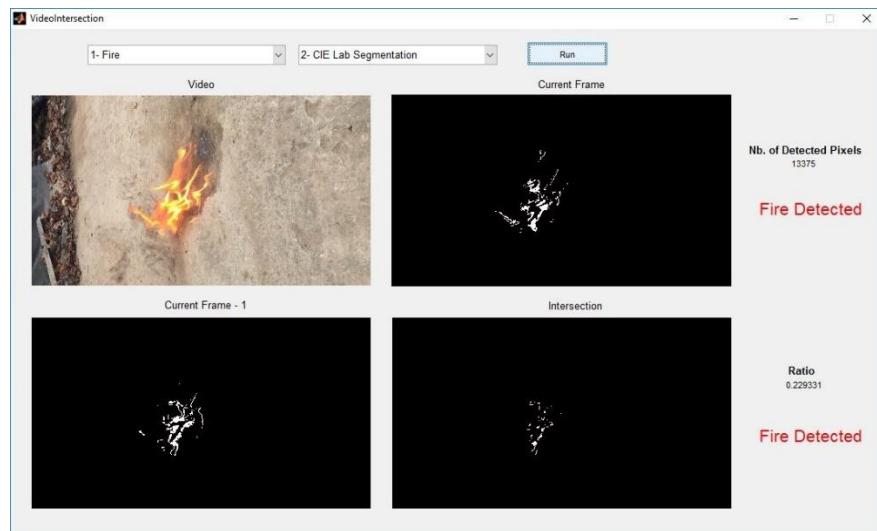 VideoIntersection
1- Fire
2- CIE Lab Segmentation
Run
Video
Current Frame
Nb. of Detected Pixels
13375
Fire Detected
Current Frame - 1
Intersection
Ratio
0.229331
Fire Detected